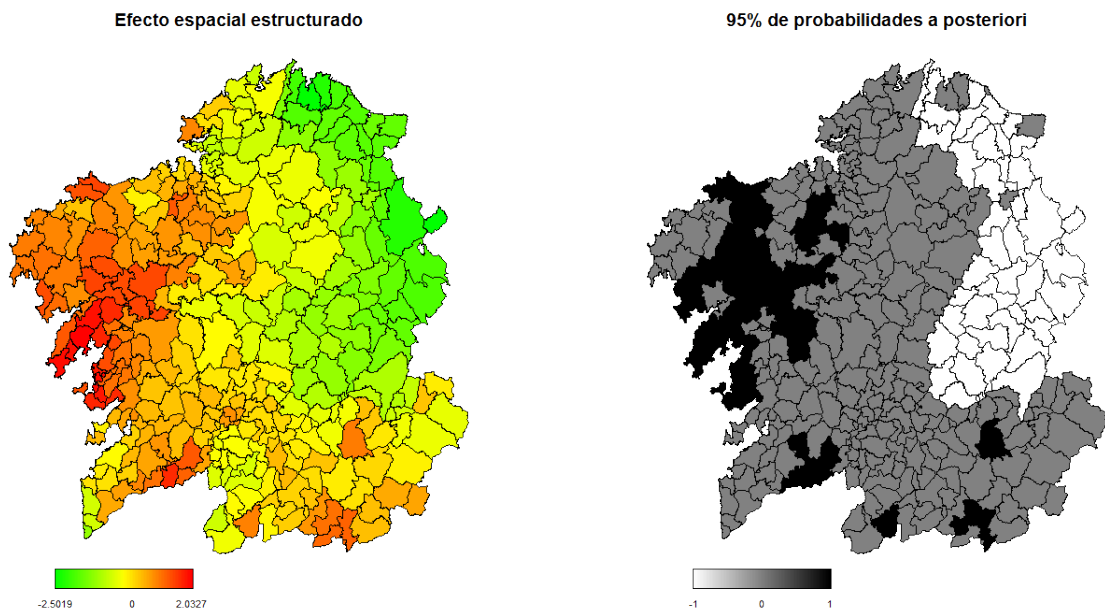 Efecto espacial estructurado
95% de probabilidades a posteriori
-2.5019 0 2.0327
-1 0 1